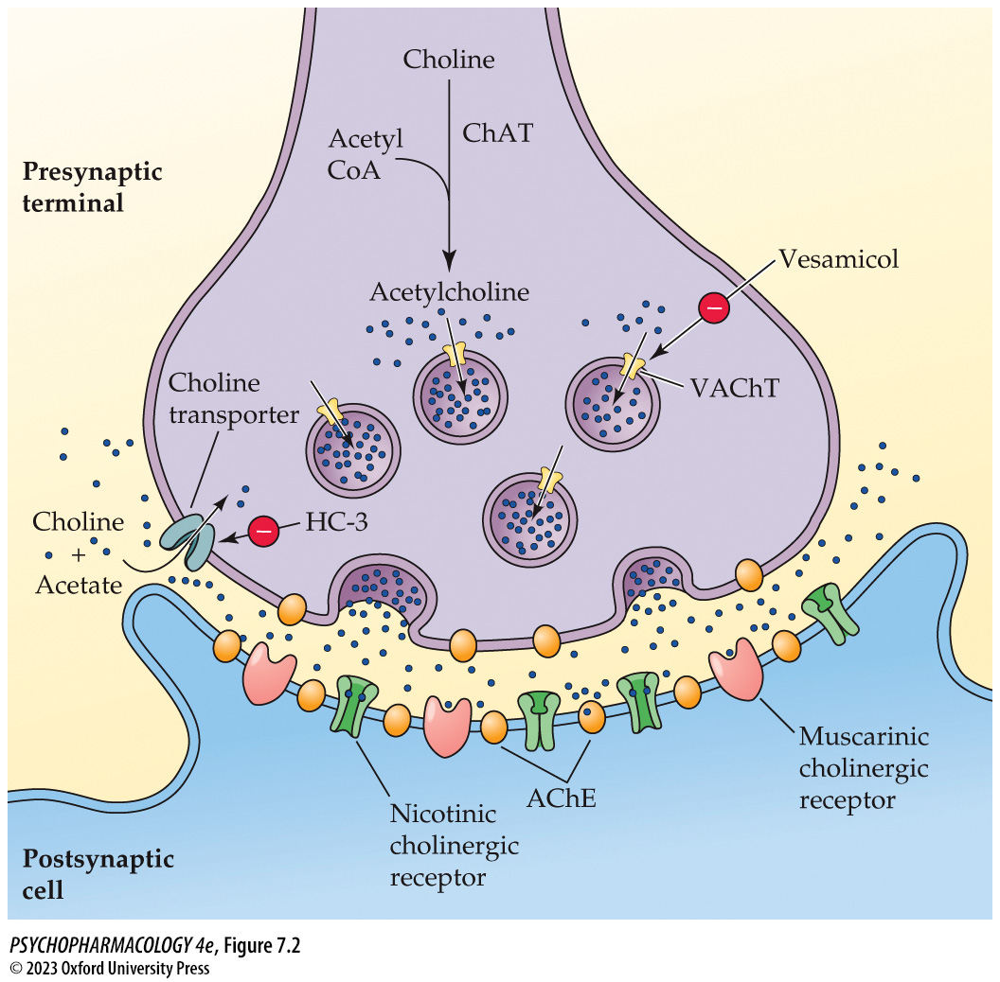 Choline
Acetyl
CoA
ChAT
Presynaptic
terminal
Vesamicol
Acetylcholine
Choline
transporter
VAChT
Choline
+
Acetate
HC-3
Muscarinic
cholinergic
receptor
AChE
Nicotinic
cholinergic
receptor
Postsynaptic
cell
PSYCHOPHARMACOLOGY 4e, Figure 7.2
© 2023 Oxford University Press